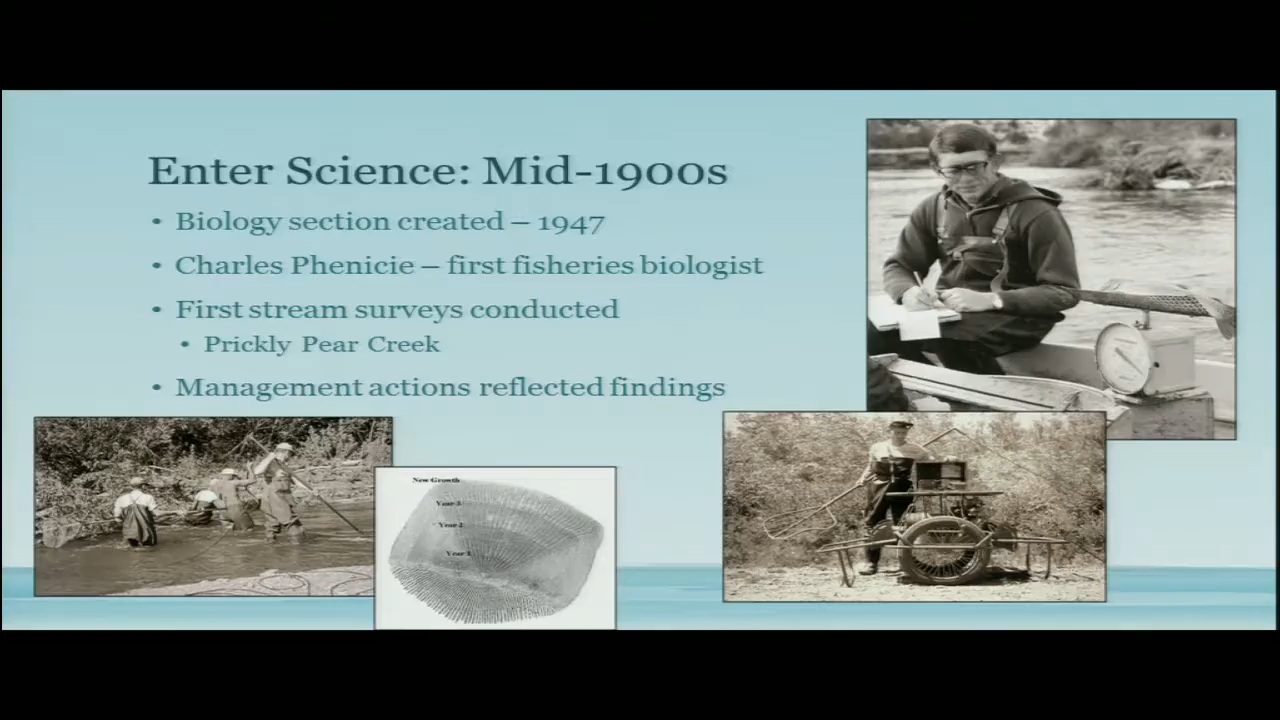 Enter Science: Mid-1900s
• Biology section created – 1947
• Charles Phenicie – first fisheries biologist
• First stream surveys conducted
• Prickly Pear Creek
• Management actions reflected findings
New Growth
Year 3
Year 2
Year 1